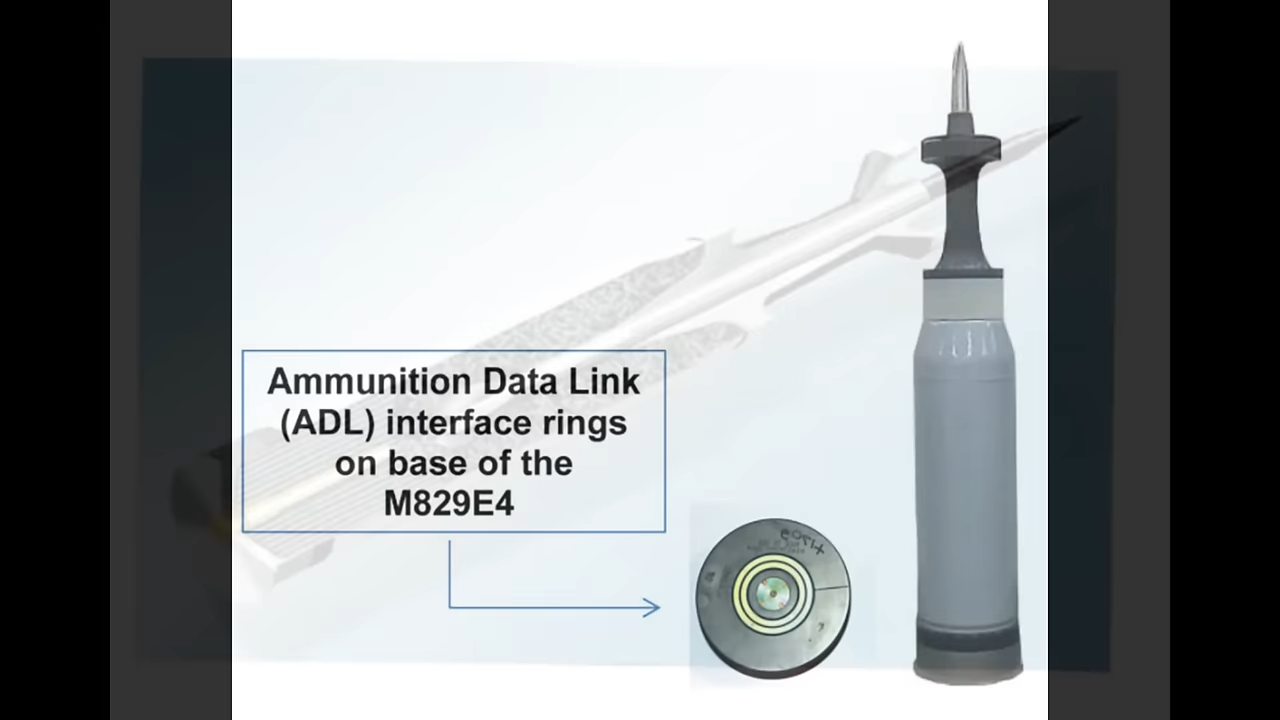 Ammunition Data Link
(ADL) interface rings
on base of the
M829E4